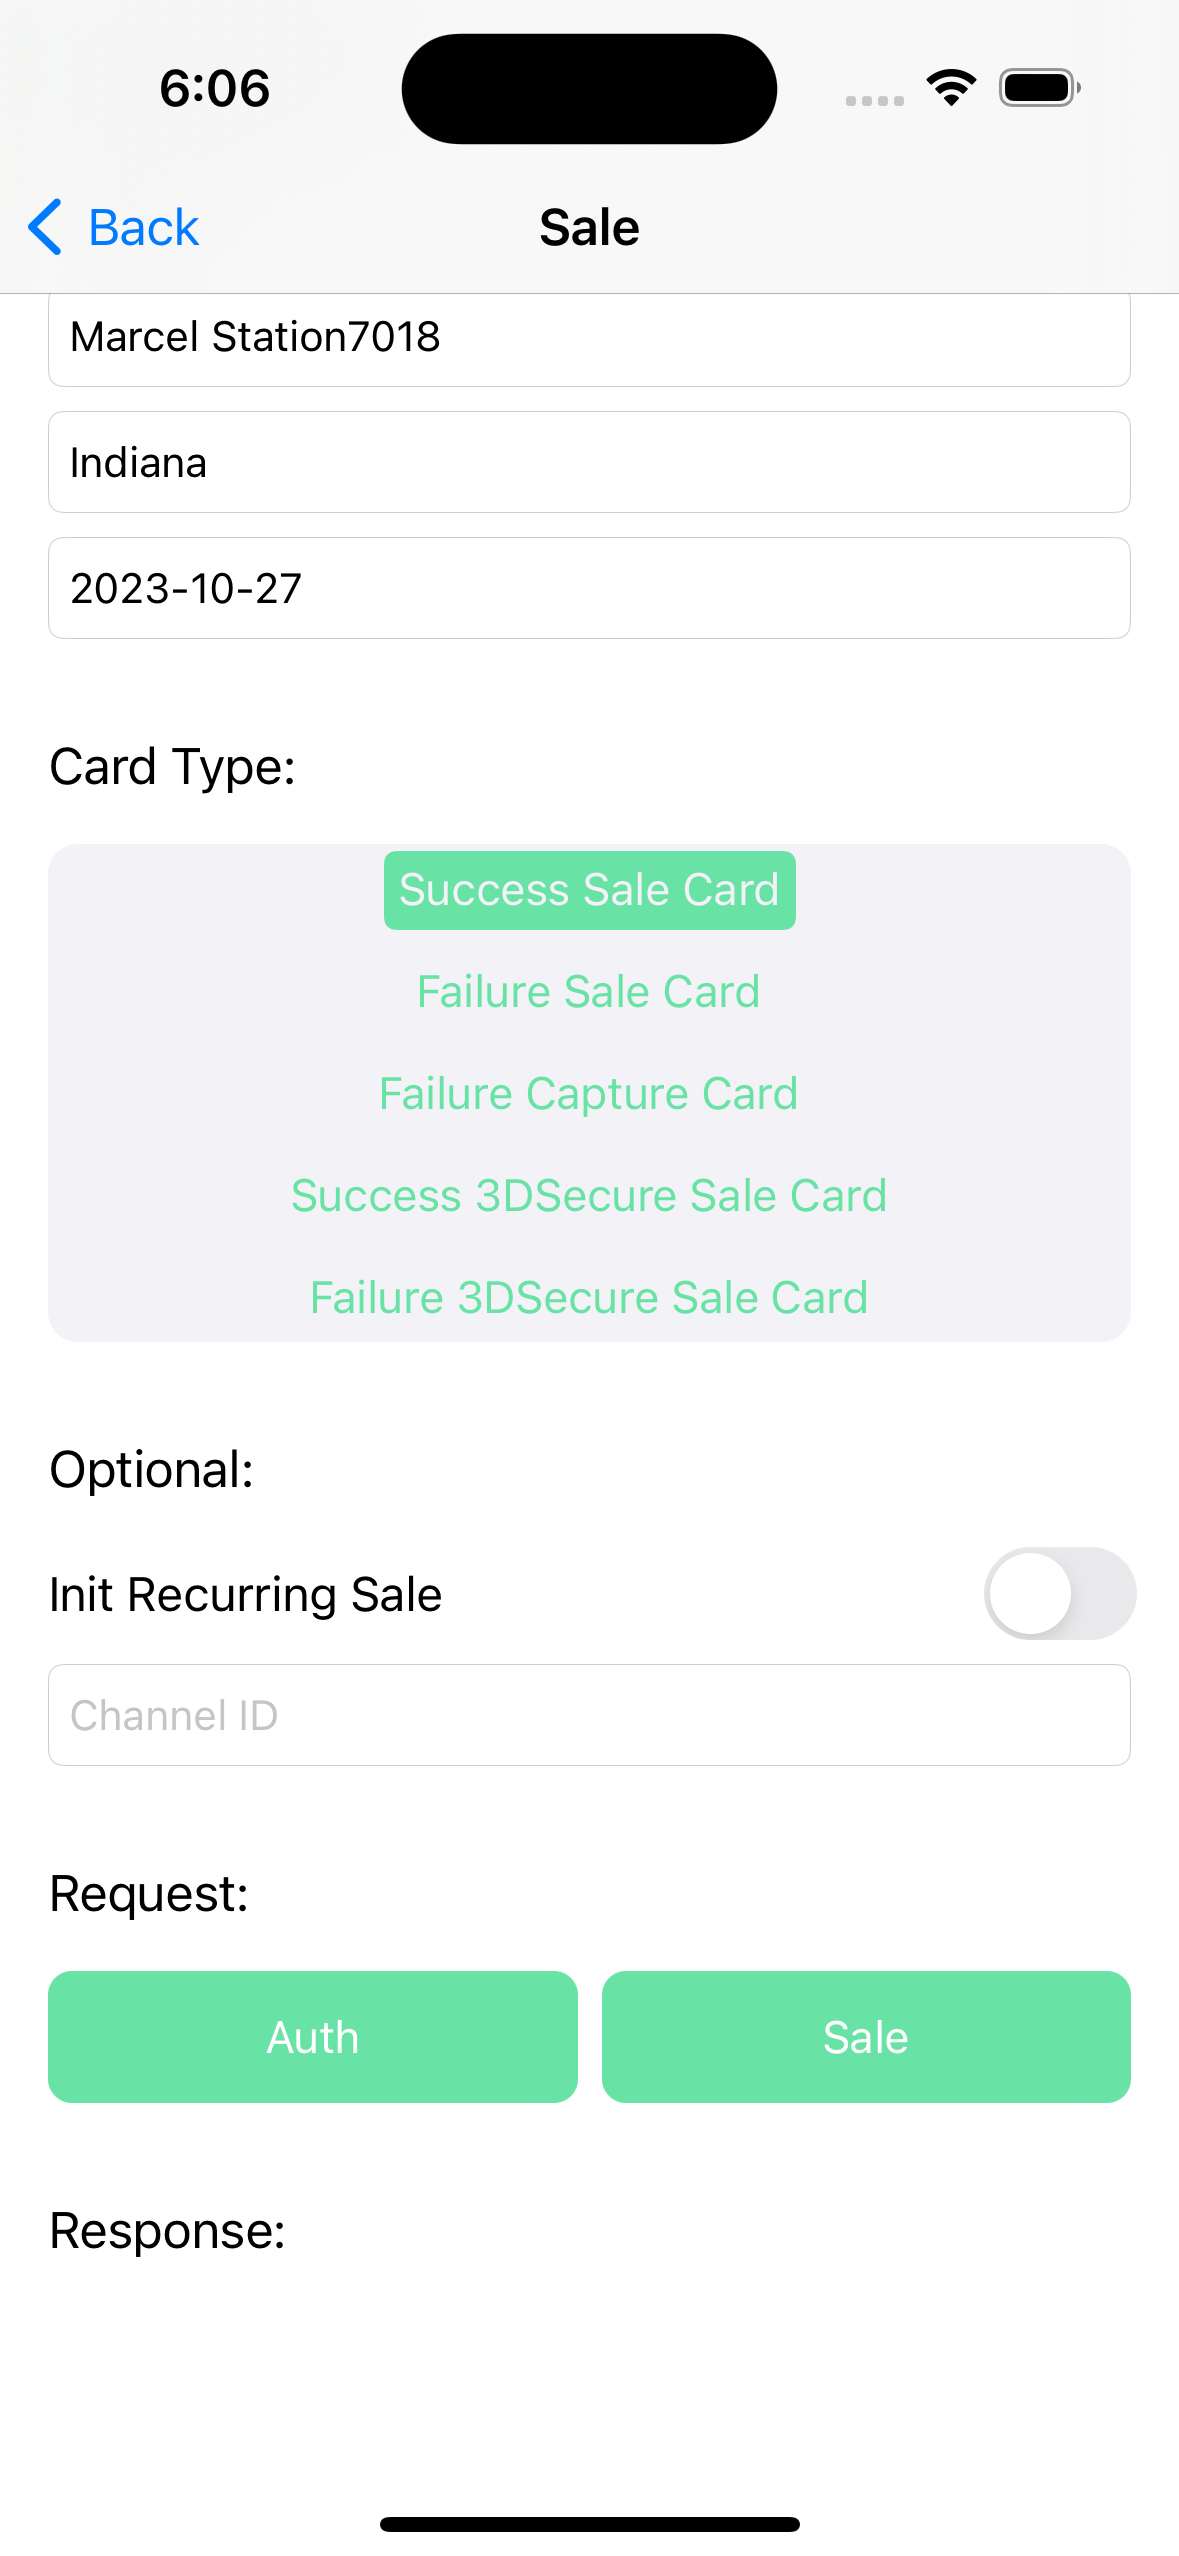 6:06
Back
Sale
Marcel Station7018
Indiana
2023-10-27
Card Type:
Success Sale Card
Failure Sale Card
Failure Capture Card
Success 3DSecure Sale Card
Failure 3DSecure Sale Card
Optional:
Init Recurring Sale
Channel ID
Request:
Auth
Sale
Response: